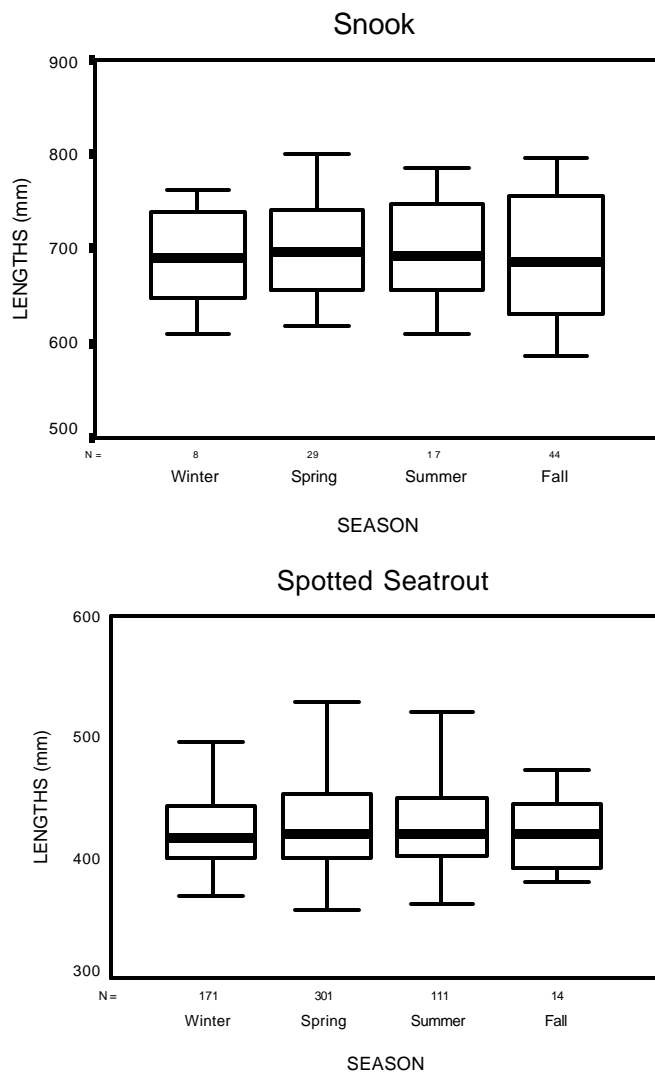 Snook
900
800
700
600
500
LENGTHS (mm)
N = 8 29 17 44
Winter Spring Summer Fall
SEASON
Spotted Seatrout
600
500
400
300
LENGTHS (mm)
N = 171 301 111 14
Winter Spring Summer Fall
SEASON